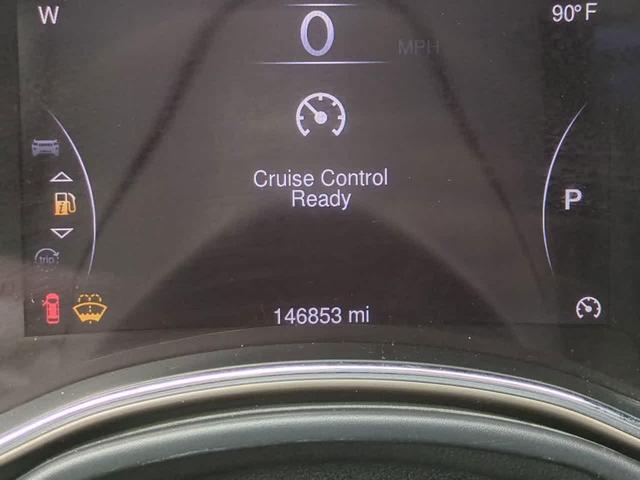 W
0
90°F
MPH
Cruise Control
Ready
P
trip
146853 mi